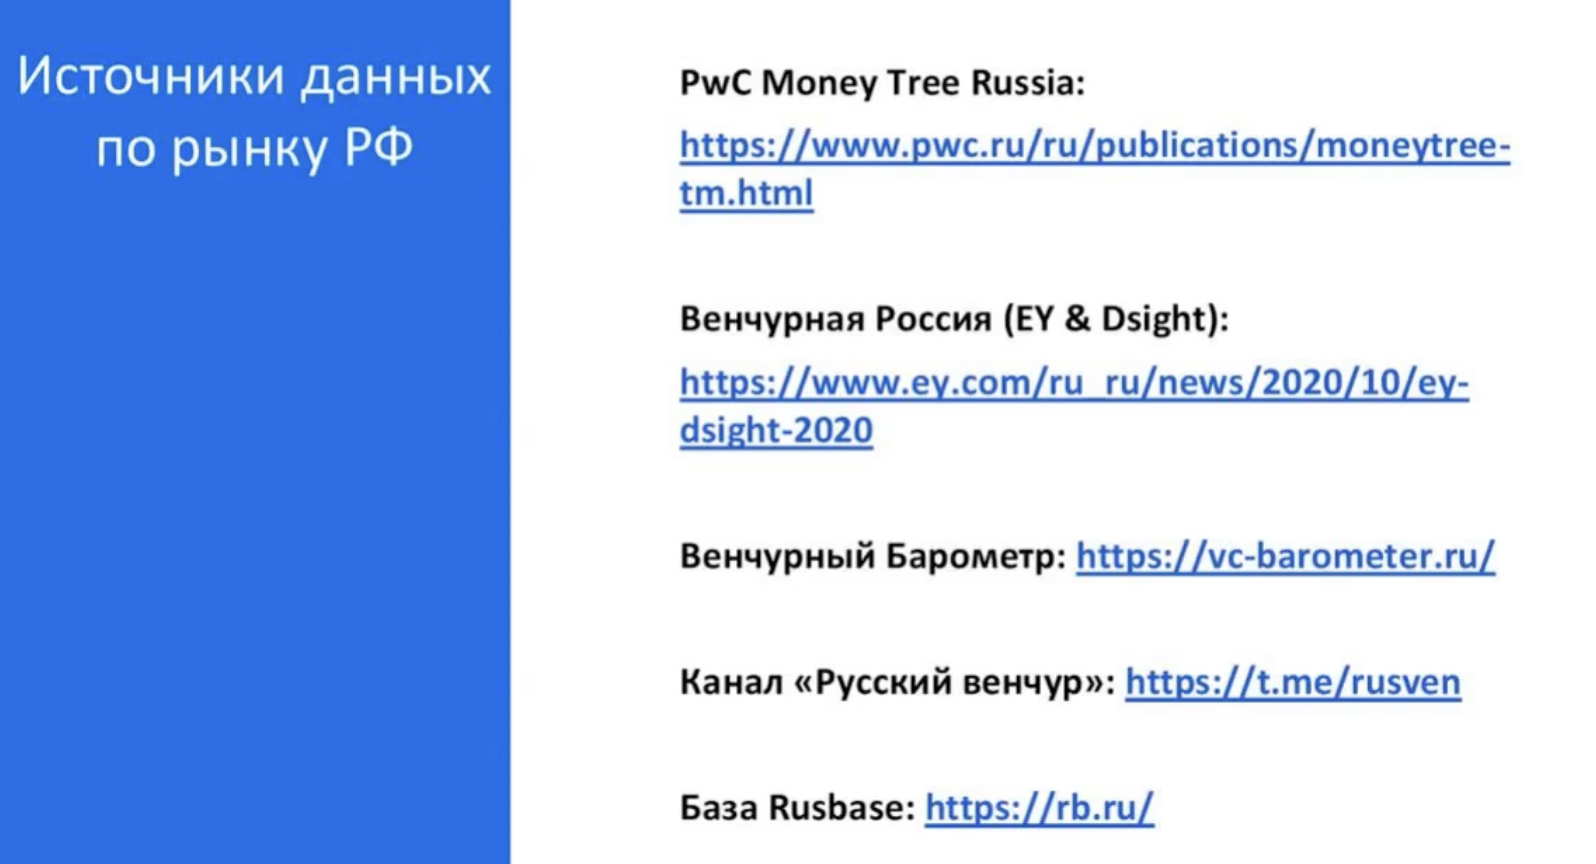 Источники данных
по рынку РФ
PwC Money Tree Russia:
https://www.pwc.ru/ru/publications/moneytree-
tm.html
Венчурная Россия (EY & Dsight):
https://www.ey.com/ru_ru/news/2020/10/ey-
dsight-2020
Венчурный Барометр: https://vc-barometer.ru/
Канал «Русский венчур»: https://t.me/rusven
База Rusbase: https://rb.ru/